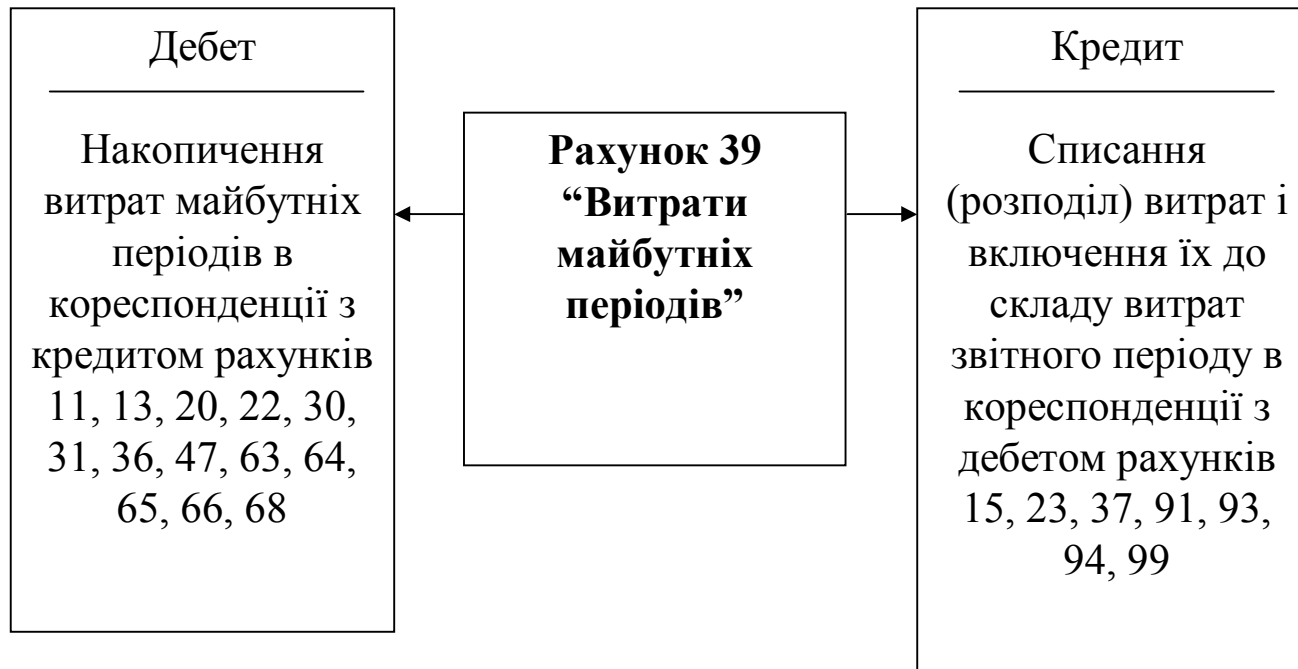 Дебет
Накопичення
витрат майбутніх
періодів в
кореспонденції з
кредитом рахунків
11, 13, 20, 22, 30,
31, 36, 47, 63, 64,
65, 66, 68
Рахунок 39
“Витрати
майбутніх
періодів”
Кредит
Списання
(розподіл) витрат і
включення їх до
складу витрат
звітного періоду в
кореспонденції з
дебетом рахунків
15, 23, 37, 91, 93,
94, 99